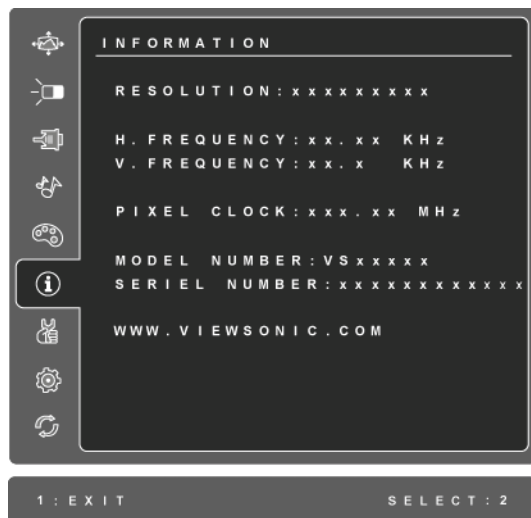 INFORMATION
RESOLUTION:xxxxxxxxx
H.FREQUENCY:xx.xx KHz
V.FREQUENCY:xx.x KHz
PIXEL CLOCK:xxx.xx MHz
MODEL NUMBER:VSxxxxx
SERIEL NUMBER:xxxxxxxxxxxx
WWW.VIEWSONIC.COM
1:EXIT SELECT:2